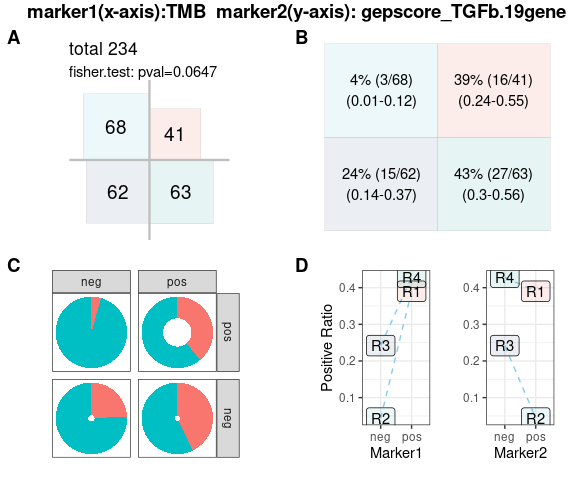 marker1(x-axis):TMB marker2(y-axis): gepscore_TGFb.19gene
A
total 234
fisher.test: pval=0.0647
68
41
62
63
B
4% (3/68)
(0.01-0.12)
39% (16/41)
(0.24-0.55)
24% (15/62)
(0.14-0.37)
43% (27/63)
(0.3-0.56)
C
neg
pos
pos
neg
D
Positive Ratio
0.4
0.3
0.2
0.1
R4
R1
R3
R2
neg
pos
Marker1
0.4
0.3
0.2
0.1
R4
R1
R3
R2
neg
pos
Marker2